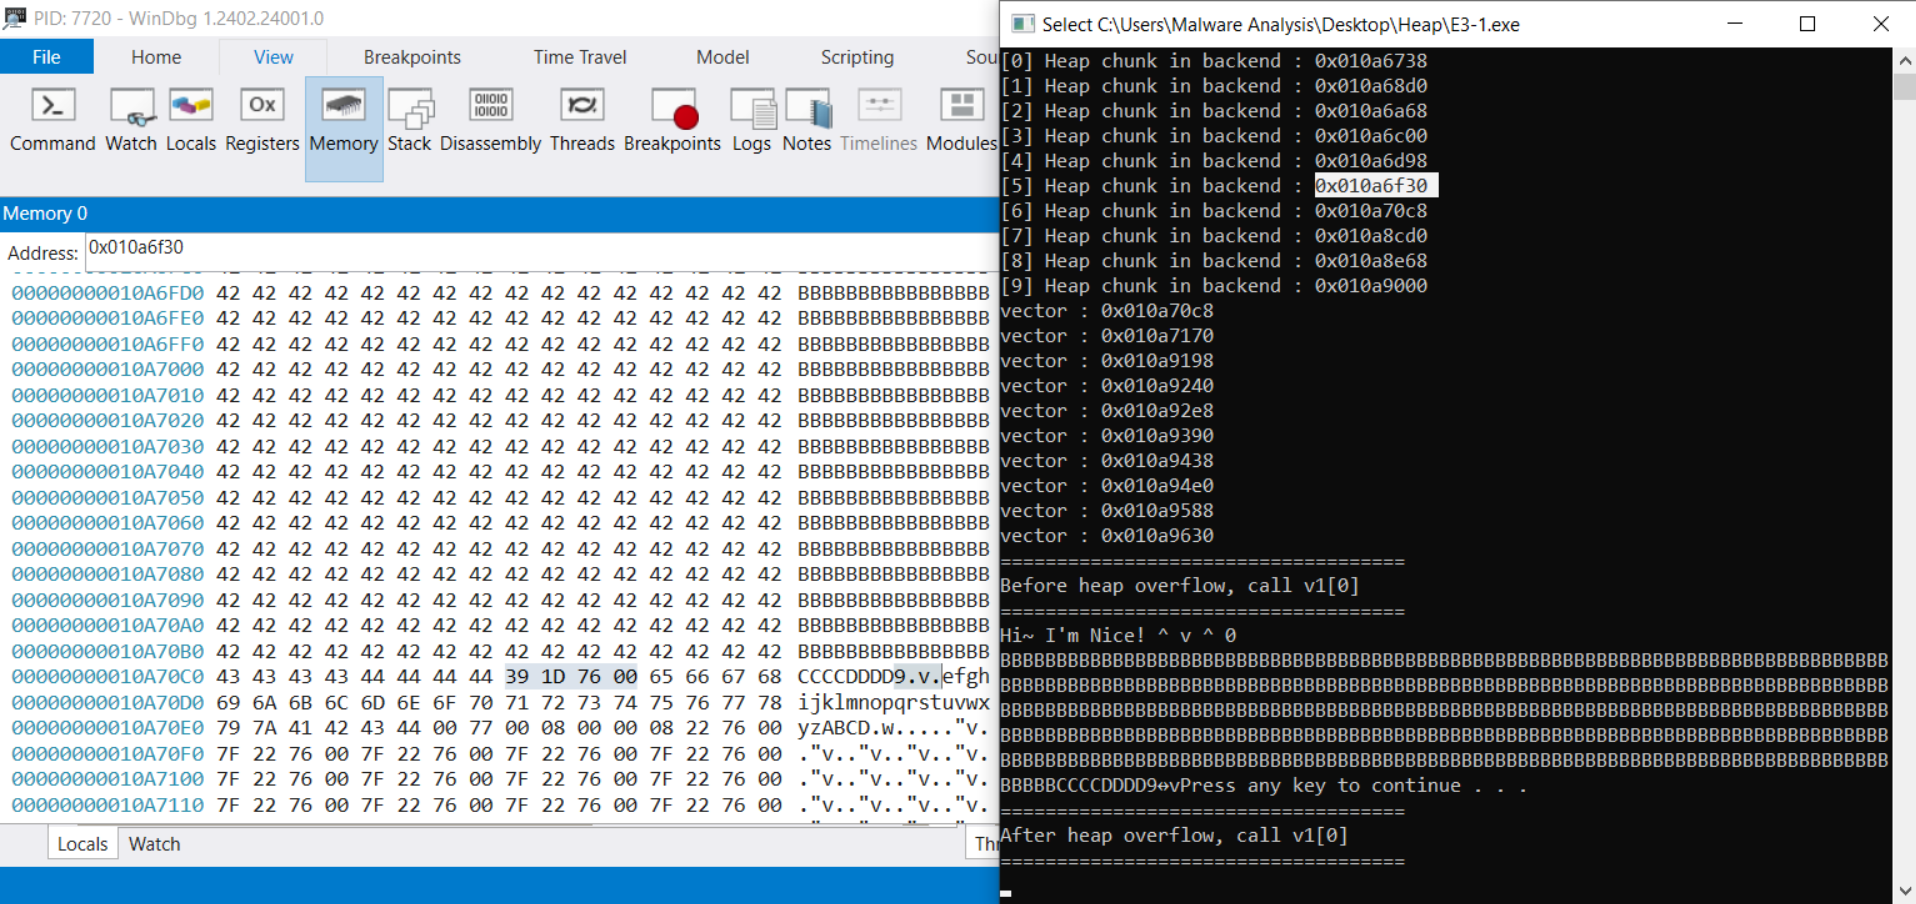 PID: 7720 - WinDbg 1.2402.24001.0
File Home View Breakpoints Time Travel Model Scripting
Command Watch Locals Registers Memory Stack Disassembly Threads Breakpoints Logs Notes Timelines Modules
Memory 0
Address: 0x010a6f30
00000000010A6FD0 42 42 42 42 42 42 42 42 42 42 42 42 42 42 42 42 BBBBBBBBBBBBBBBB
00000000010A6FE0 42 42 42 42 42 42 42 42 42 42 42 42 42 42 42 42 BBBBBBBBBBBBBBBB
00000000010A6FF0 42 42 42 42 42 42 42 42 42 42 42 42 42 42 42 42 BBBBBBBBBBBBBBBB
00000000010A7000 42 42 42 42 42 42 42 42 42 42 42 42 42 42 42 42 BBBBBBBBBBBBBBBB
00000000010A7010 42 42 42 42 42 42 42 42 42 42 42 42 42 42 42 42 BBBBBBBBBBBBBBBB
00000000010A7020 42 42 42 42 42 42 42 42 42 42 42 42 42 42 42 42 BBBBBBBBBBBBBBBB
00000000010A7030 42 42 42 42 42 42 42 42 42 42 42 42 42 42 42 42 BBBBBBBBBBBBBBBB
00000000010A7040 42 42 42 42 42 42 42 42 42 42 42 42 42 42 42 42 BBBBBBBBBBBBBBBB
00000000010A7050 42 42 42 42 42 42 42 42 42 42 42 42 42 42 42 42 BBBBBBBBBBBBBBBB
00000000010A7060 42 42 42 42 42 42 42 42 42 42 42 42 42 42 42 42 BBBBBBBBBBBBBBBB
00000000010A7070 42 42 42 42 42 42 42 42 42 42 42 42 42 42 42 42 BBBBBBBBBBBBBBBB
00000000010A7080 42 42 42 42 42 42 42 42 42 42 42 42 42 42 42 42 BBBBBBBBBBBBBBBB
00000000010A7090 42 42 42 42 42 42 42 42 42 42 42 42 42 42 42 42 BBBBBBBBBBBBBBBB
00000000010A70A0 42 42 42 42 42 42 42 42 42 42 42 42 42 42 42 42 BBBBBBBBBBBBBBBB
00000000010A70B0 42 42 42 42 42 42 42 42 42 42 42 42 42 42 42 42 BBBBBBBBBBBBBBBB
00000000010A70C0 43 43 43 43 44 44 44 44 39 1D 76 00 65 66 67 68 CCCCDDDD9.v.efgh
00000000010A70D0 69 6A 6B 6C 6D 6E 6F 70 71 72 73 74 75 76 77 78 ijklmnopqrstuvwx
00000000010A70E0 79 7A 41 42 43 44 00 77 00 08 00 00 08 22 76 00 yzABCD.w....."v.
00000000010A70F0 7F 22 76 00 7F 22 76 00 7F 22 76 00 7F 22 76 00 ."v.."v.."v.."v.
00000000010A7100 7F 22 76 00 7F 22 76 00 7F 22 76 00 7F 22 76 00 ."v.."v.."v.."v.
00000000010A7110 7F 22 76 00 7F 22 76 00 7F 22 76 00 7F 22 76 00 ."v.."v.."v.."v.
Locals Watch
Select C:\Users\Malware Analysis\Desktop\Heap\E3-1.exe
[0] Heap chunk in backend : 0x010a6738
[1] Heap chunk in backend : 0x010a68d0
[2] Heap chunk in backend : 0x010a6a68
[3] Heap chunk in backend : 0x010a6c00
[4] Heap chunk in backend : 0x010a6d98
[5] Heap chunk in backend : 0x010a6f30
[6] Heap chunk in backend : 0x010a70c8
[7] Heap chunk in backend : 0x010a8cd0
[8] Heap chunk in backend : 0x010a8e68
[9] Heap chunk in backend : 0x010a9000
vector : 0x010a70c8
vector : 0x010a7170
vector : 0x010a9198
vector : 0x010a9240
vector : 0x010a92e8
vector : 0x010a9390
vector : 0x010a9438
vector : 0x010a94e0
vector : 0x010a9588
vector : 0x010a9630
====================================
Before heap overflow, call v1[0]
====================================
Hi~ I'm Nice! ^ v ^ 0
BBBBBBBBBBBBBBBBBBBBBBBBBBBBBBBBBBBBBBBBBBBBBBBBBBBBBBBBBBBBBBBBBBBBBBBBBBBBBBB
BBBBBBBBBBBBBBBBBBBBBBBBBBBBBBBBBBBBBBBBBBBBBBBBBBBBBBBBBBBBBBBBBBBBBBBBBBBBBBB
BBBBBBBBBBBBBBBBBBBBBBBBBBBBBBBBBBBBBBBBBBBBBBBBBBBBBBBBBBBBBBBBBBBBBBBBBBBBBBB
BBBBBBBBBBBBBBBBBBBBBBBBBBBBBBBBBBBBBBBBBBBBBBBBBBBBBBBBBBBBBBBBBBBBBBBBBBBBBBB
BBBBBBBBBBBBBBBBBBBBBBBBBBBBBBBBBBBBBBBBBBBBBBBBBBBBBBBBBBBBBBBBBBBBBBBBBBBBBBB
BBBBBCCCCDDDD9↔vPress any key to continue . . .
====================================
After heap overflow, call v1[0]
====================================